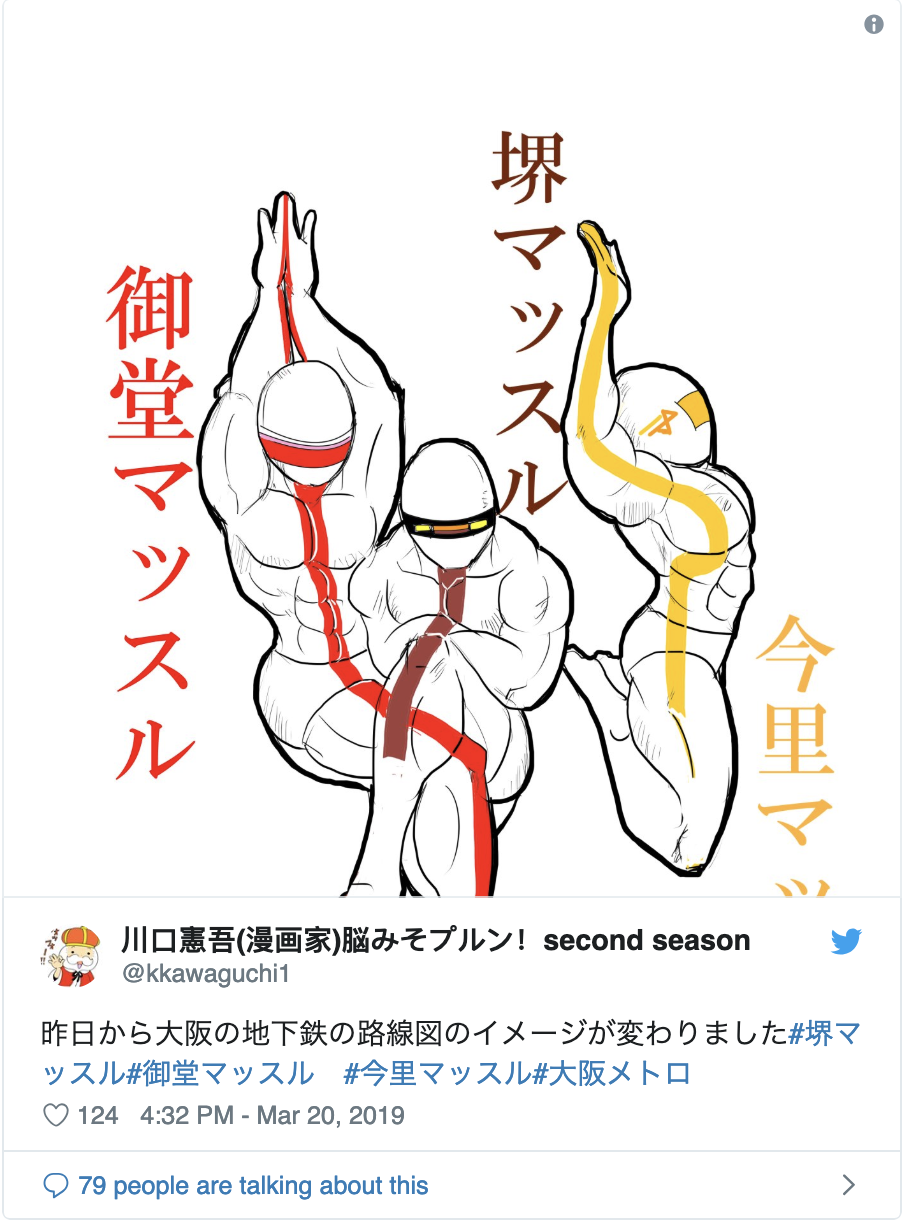 御堂マッスル
堺マッスル
今里マッ
川口憲吾(漫画家)脳みそプルン！second season
@kkawaguchi1
昨日から大阪の地下鉄の路線図のイメージが変わりました#堺マ
ッスル#御堂マッスル　#今里マッスル#大阪メトロ
124 4:32 PM - Mar 20, 2019
79 people are talking about this